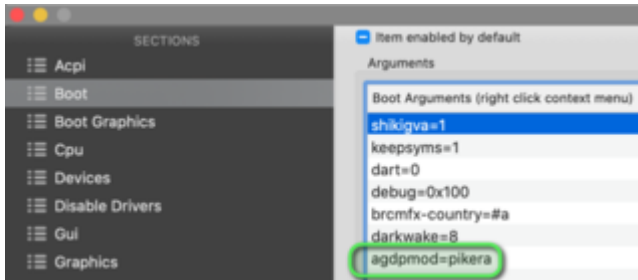 SECTIONS
Acpi
Boot
Boot Graphics
Cpu
Devices
Disable Drivers
Gui
Graphics
Item enabled by default
Arguments
Boot Arguments (right click context menu)
shikigva=1
keepsyms=1
dart=0
debug=0x100
brcmfx-country=#a
darkwake=8
agdpmod=pikera